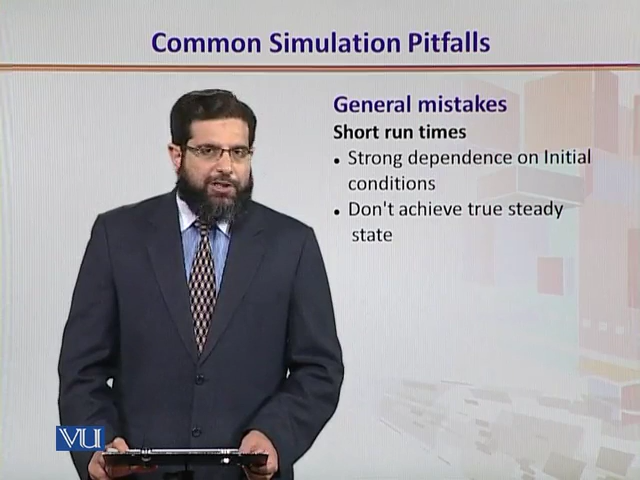 Common Simulation Pitfalls
General mistakes
Short run times
• Strong dependence on Initial
conditions
• Don't achieve true steady
state
VU